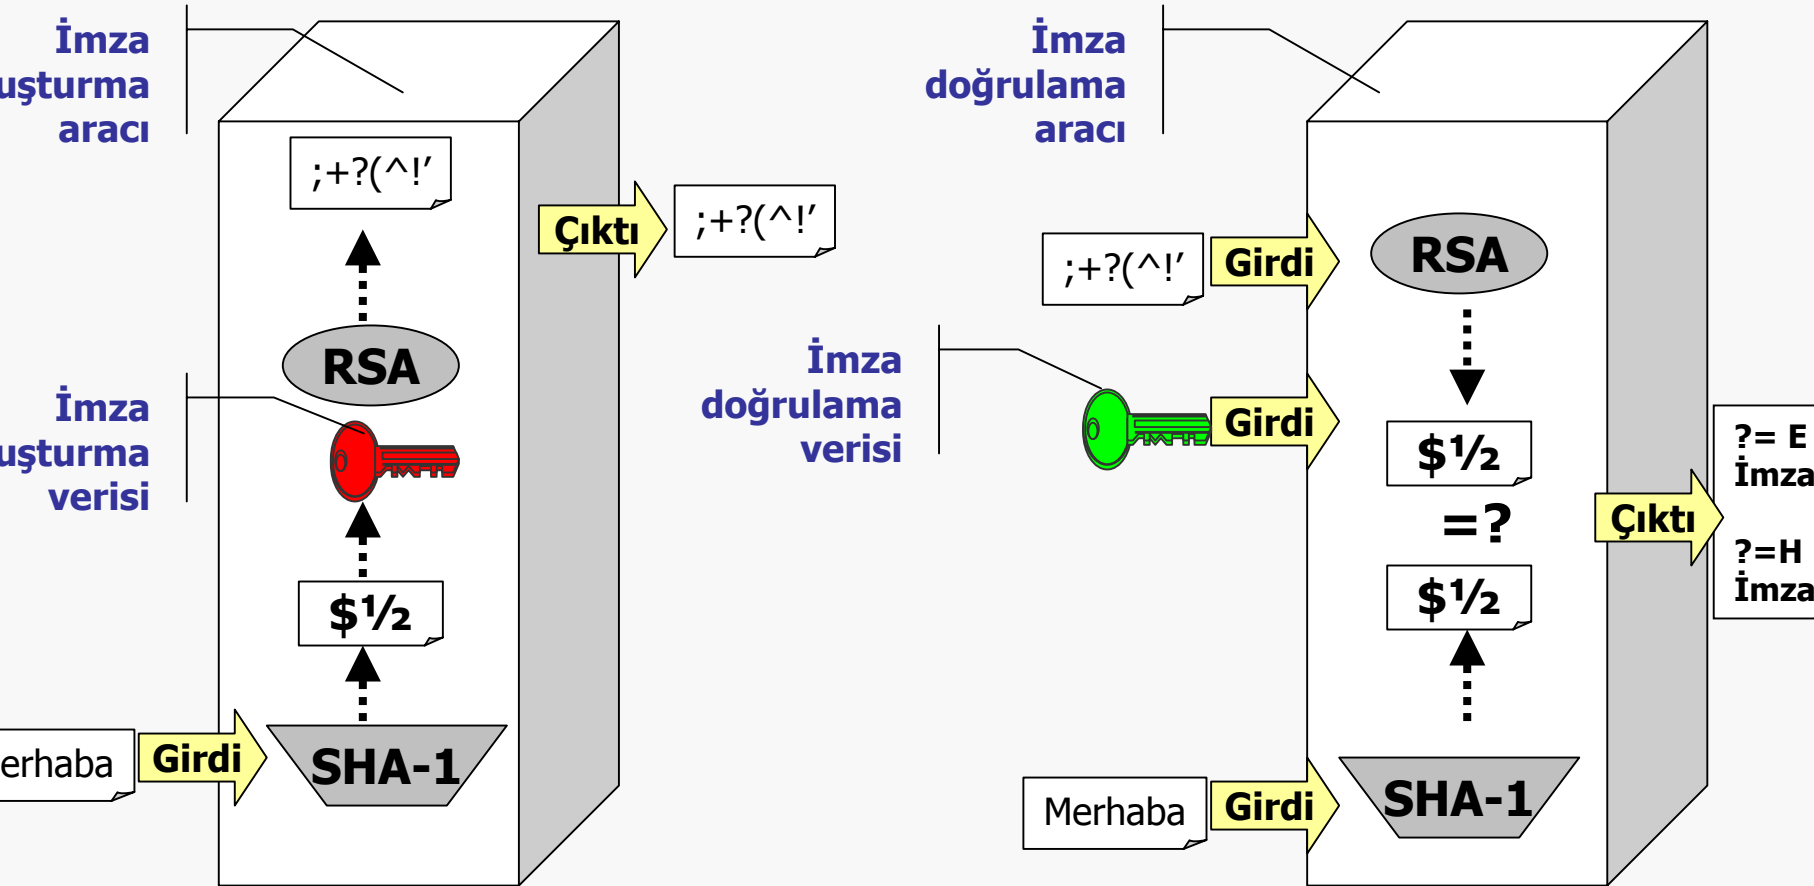 İmza
uşturma
aracı
;+?(^!’
Çıktı
;+?(^!’
RSA
İmza
uşturma
verisi
$½
erhaba
Girdi
SHA-1
İmza
doğrulama
aracı
;+?(^!’
Girdi
RSA
İmza
doğrulama
verisi
Girdi
$½
=?
$½
Çıktı
?= E
İmza
?=H
İmza
Merhaba
Girdi
SHA-1